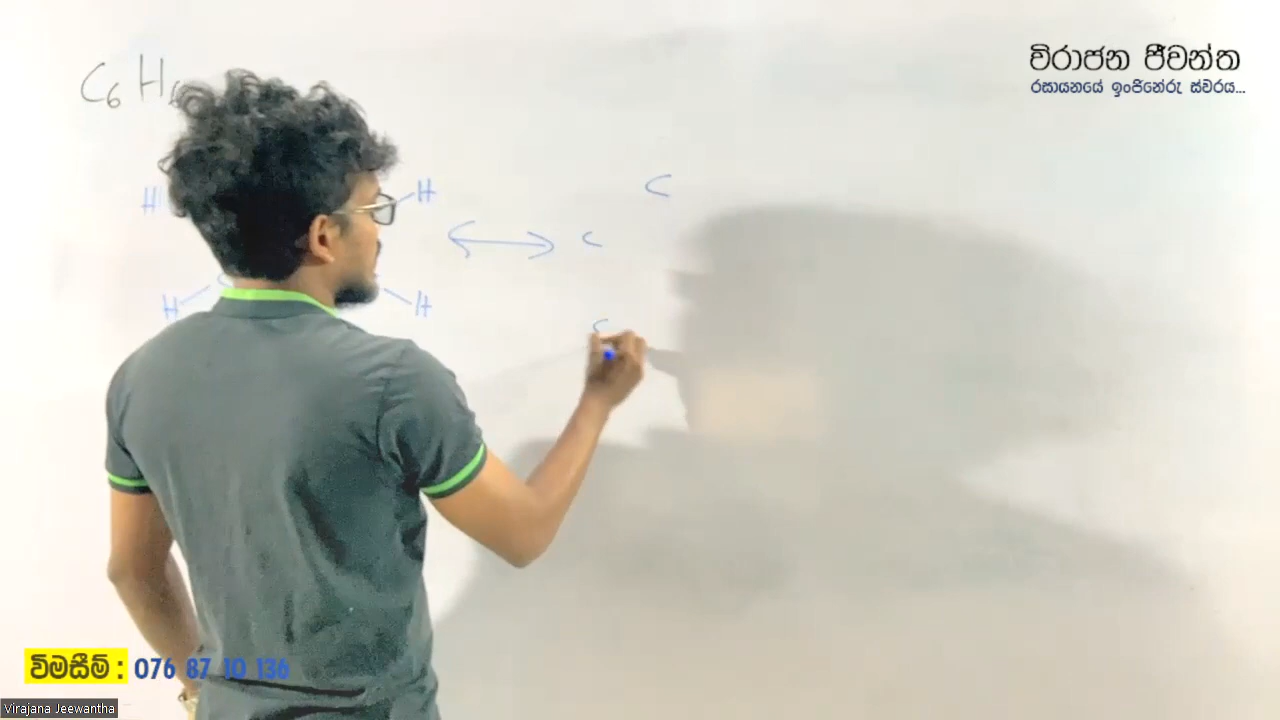 විරාජන ජීවන්ත
රසායනයේ ඉංජිනේරු ස්වරය...
C₆ H
H H
C
C
H H
C
විමසීම් : 076 87 10 136
Virajana Jeewantha